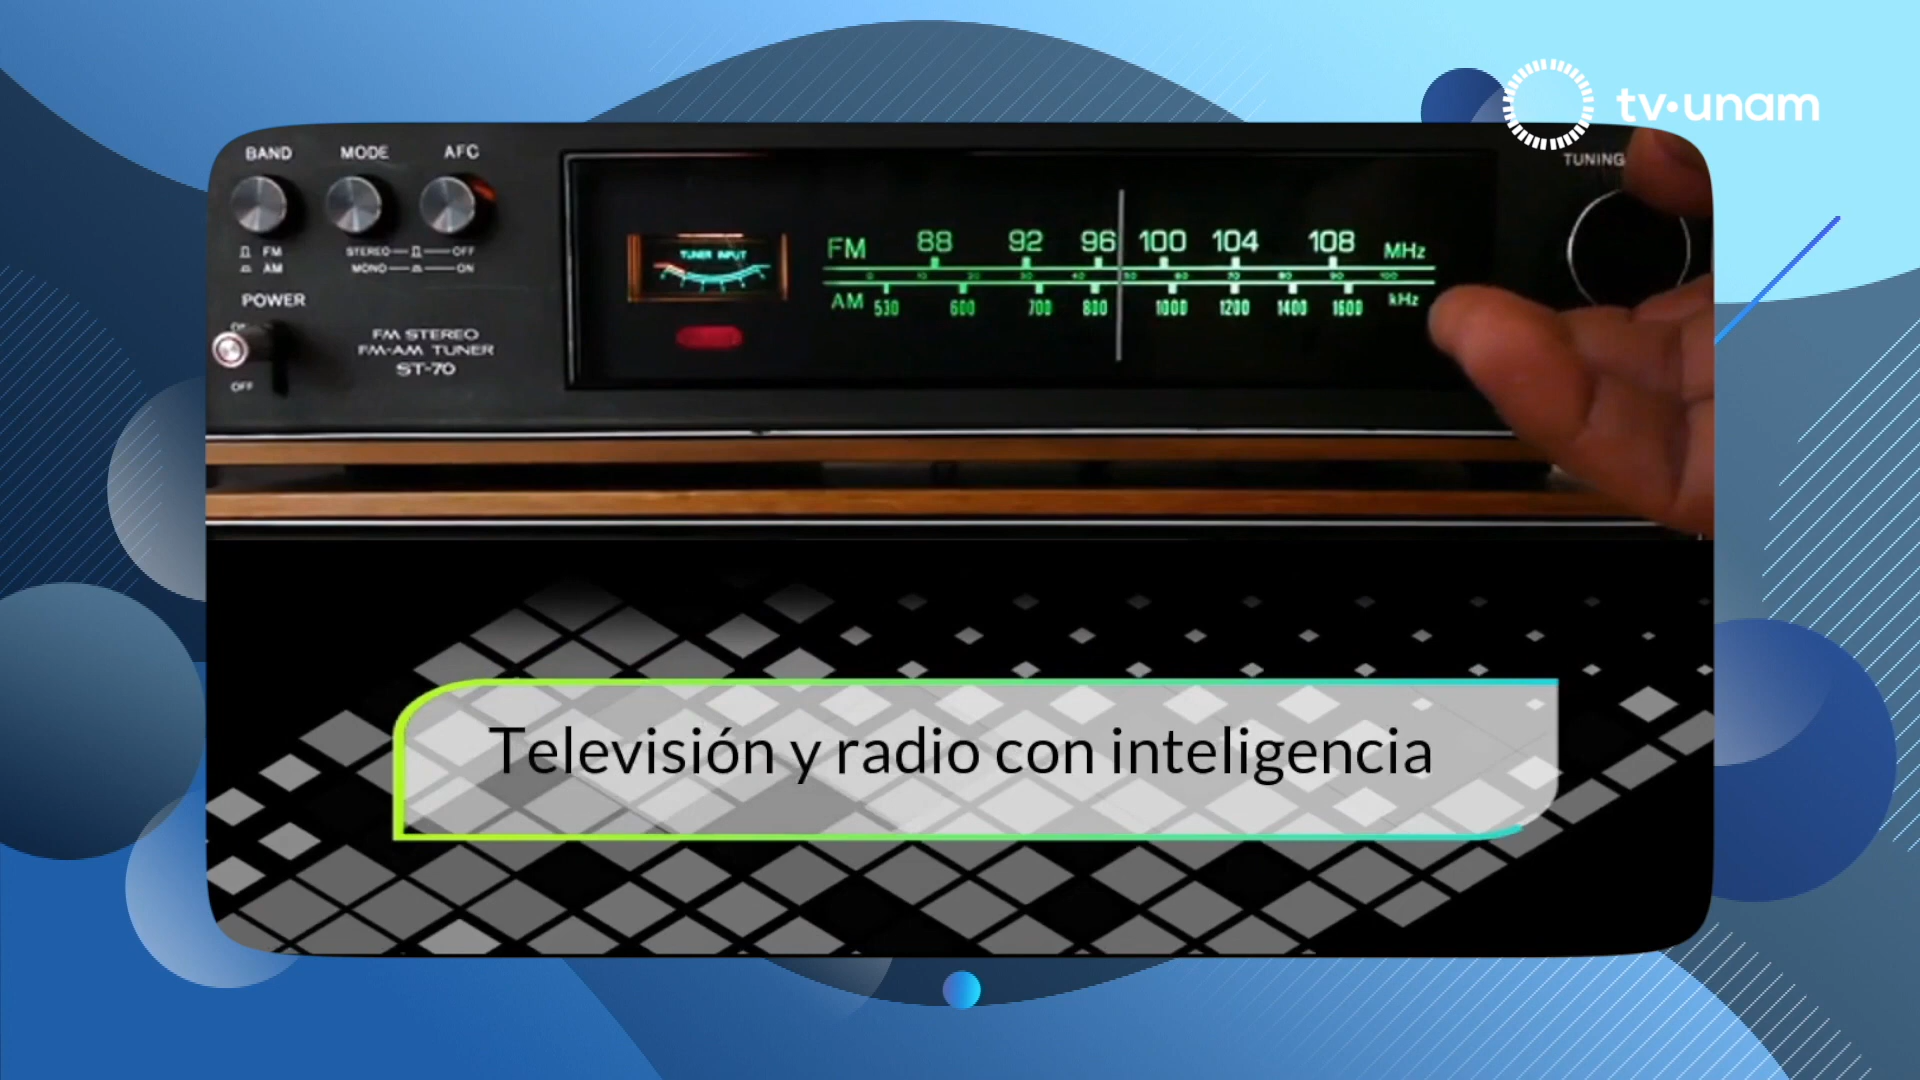 tv·unam
BAND MODE AFC
TUNING
FM
AM
STEREO OFF
MONO ON
POWER
OFF
FM STEREO
FM-AM TUNER
ST-70
TUNER INPUT
FM 88 92 96 100 104 108 MHz
AM 530 600 700 800 1000 1200 1400 1600 kHz
Televisión y radio con inteligencia